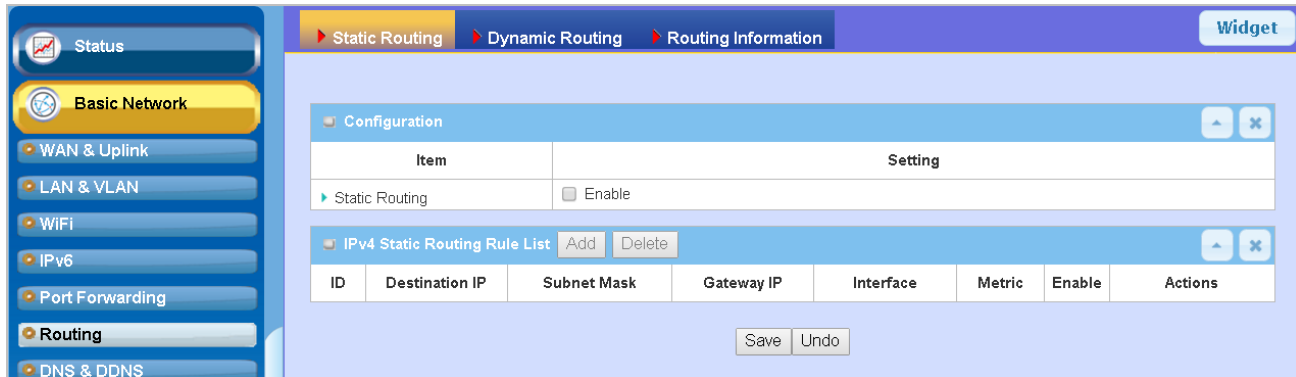 Status
Basic Network
WAN & Uplink
LAN & VLAN
WiFi
IPv6
Port Forwarding
Routing
DNS & DDNS
Static Routing Dynamic Routing Routing Information
Widget
Configuration
Item Setting
Static Routing Enable
IPv4 Static Routing Rule List Add Delete
ID Destination IP Subnet Mask Gateway IP Interface Metric Enable Actions
Save Undo